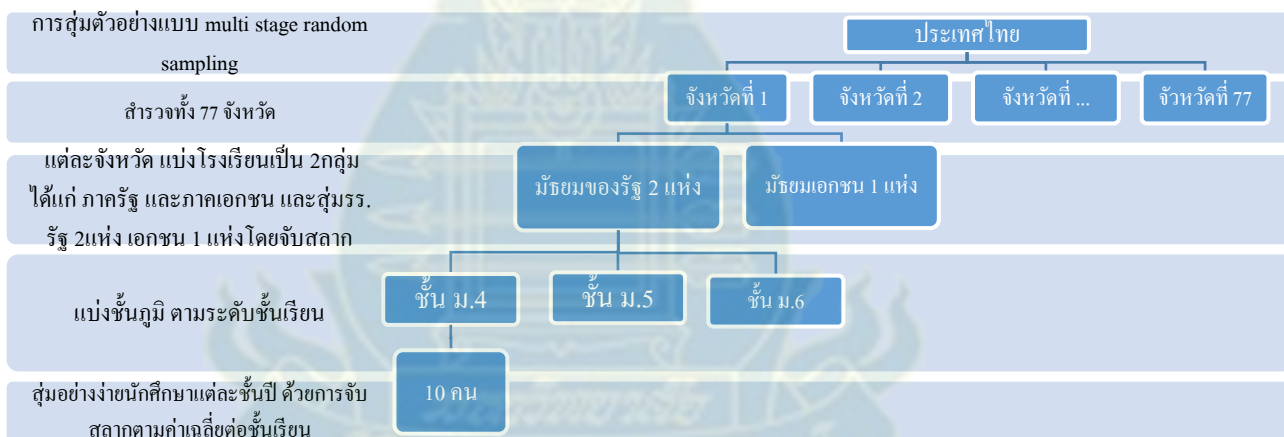 การสุ่มตัวอย่างแบบ multi stage random
sampling
ประเทศไทย
สำรวจทั้ง 77 จังหวัด
จังหวัดที่ 1
จังหวัดที่ 2
จังหวัดที่ ...
จัวหวัดที่ 77
แต่ละจังหวัด แบ่งโรงเรียนเป็น 2กลุ่ม
ได้แก่ ภาครัฐ และภาคเอกชน และสุ่มรร.
รัฐ 2แห่ง เอกชน 1 แห่งโดยจับสลาก
มัธยมของรัฐ 2 แห่ง
มัธยมเอกชน 1 แห่ง
แบ่งชั้นภูมิ ตามระดับชั้นเรียน
ชั้น ม.4
ชั้น ม.5
ชั้น ม.6
สุ่มอย่างง่ายนักศึกษาแต่ละชั้นปี ด้วยการจับ
สลากตามค่าเฉลี่ยต่อชั้นเรียน
10 คน